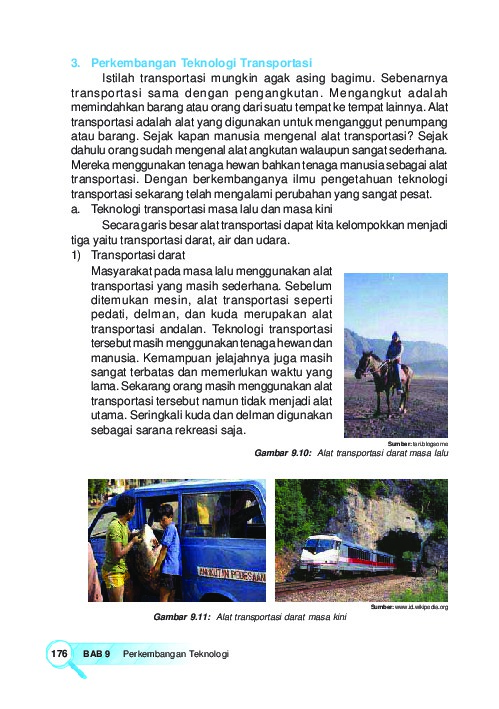 3. Perkembangan Teknologi Transportasi
Istilah transportasi mungkin agak asing bagimu. Sebenarnya
transportasi sama dengan pengangkutan. Mengangkut adalah
memindahkan barang atau orang dari suatu tempat ke tempat lainnya. Alat
transportasi adalah alat yang digunakan untuk menganggut penumpang
atau barang. Sejak kapan manusia mengenal alat transportasi? Sejak
dahulu orang sudah mengenal alat angkutan walaupun sangat sederhana.
Mereka menggunakan tenaga hewan bahkan tenaga manusia sebagai alat
transportasi. Dengan berkembanganya ilmu pengetahuan teknologi
transportasi sekarang telah mengalami perubahan yang sangat pesat.
a. Teknologi transportasi masa lalu dan masa kini
Secara garis besar alat transportasi dapat kita kelompokkan menjadi
tiga yaitu transportasi darat, air dan udara.
1) Transportasi darat
Masyarakat pada masa lalu menggunakan alat
transportasi yang masih sederhana. Sebelum
ditemukan mesin, alat transportasi seperti
pedati, delman, dan kuda merupakan alat
transportasi andalan. Teknologi transportasi
tersebut masih menggunakan tenaga hewan dan
manusia. Kemampuan jelajahnya juga masih
sangat terbatas dan memerlukan waktu yang
lama. Sekarang orang masih menggunakan alat
transportasi tersebut namun tidak menjadi alat
utama. Seringkali kuda dan delman digunakan
sebagai sarana rekreasi saja.
Gambar 9.10: Alat transportasi darat masa lalu
ANGKUTAN PEDESAAN
Sumber: www.id.wikipedia.org
Gambar 9.11: Alat transportasi darat masa kini
176 BAB 9 Perkembangan Teknologi